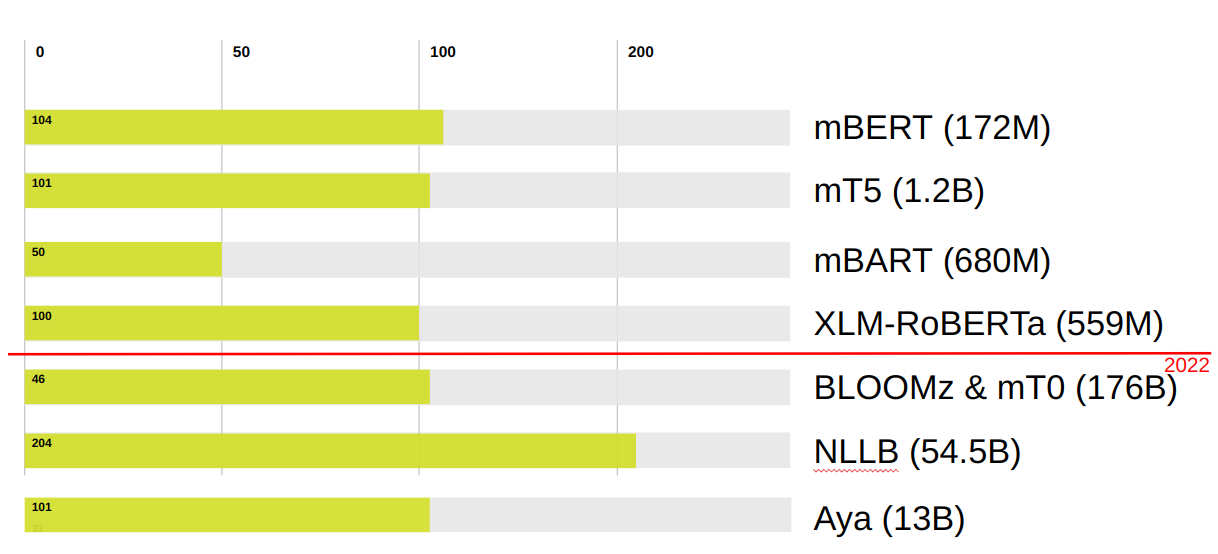 0 50 100 200
104 mBERT (172M)
101 mT5 (1.2B)
50 mBART (680M)
100 XLM-RoBERTa (559M)
2022
46 BLOOMz & mT0 (176B)
204 NLLB (54.5B)
101 Aya (13B)
33